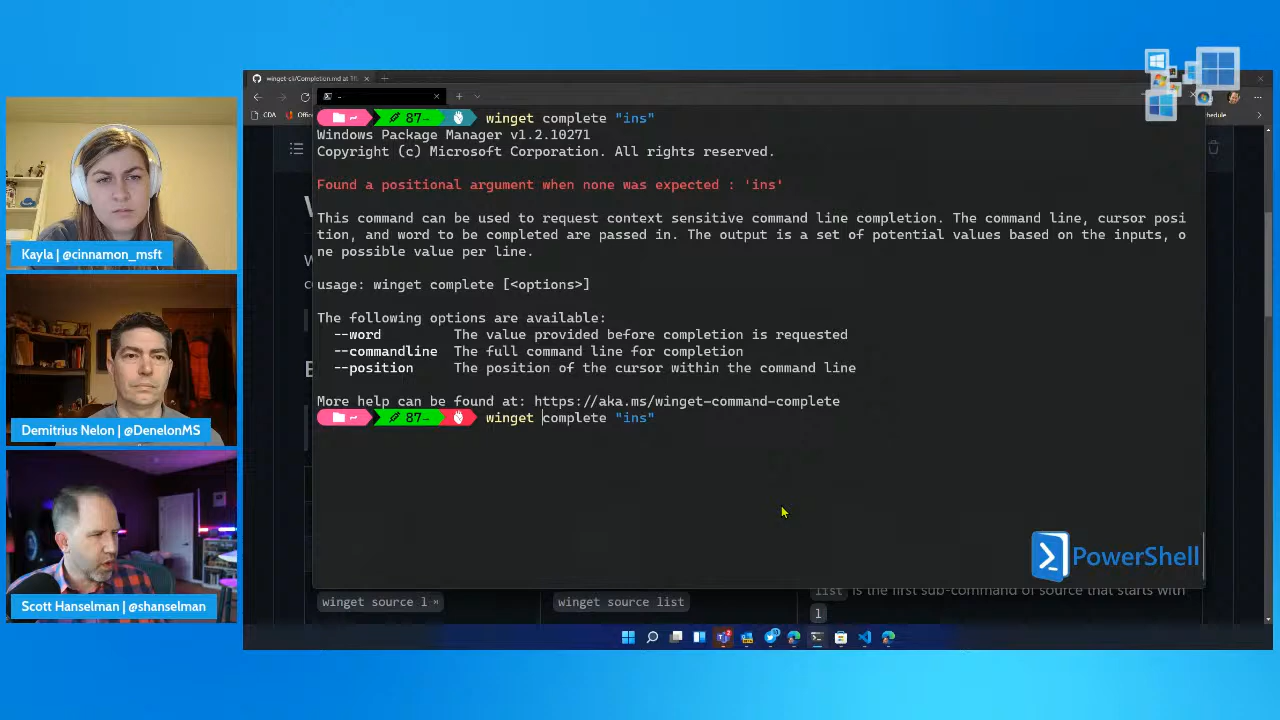 Kayla | @cinnamon_msft
Demitrius Nelon | @DenelonMS
Scott Hanselman | @shanselman
winget-cli/Completion.md at
CDA
~ 87 winget complete "ins"
Windows Package Manager v1.2.10271
Copyright (c) Microsoft Corporation. All rights reserved.
Found a positional argument when none was expected : 'ins'
This command can be used to request context sensitive command line completion. The command line, cursor posi
tion, and word to be completed are passed in. The output is a set of potential values based on the inputs, o
ne possible value per line.
usage: winget complete [<options>]
The following options are available:
--word The value provided before completion is requested
--commandline The full command line for completion
--position The position of the cursor within the command line
More help can be found at: https://aka.ms/winget-command-complete
~ 87 winget complete "ins"
PowerShell
winget source l
winget source list
list is the first sub-command of source that starts with
l